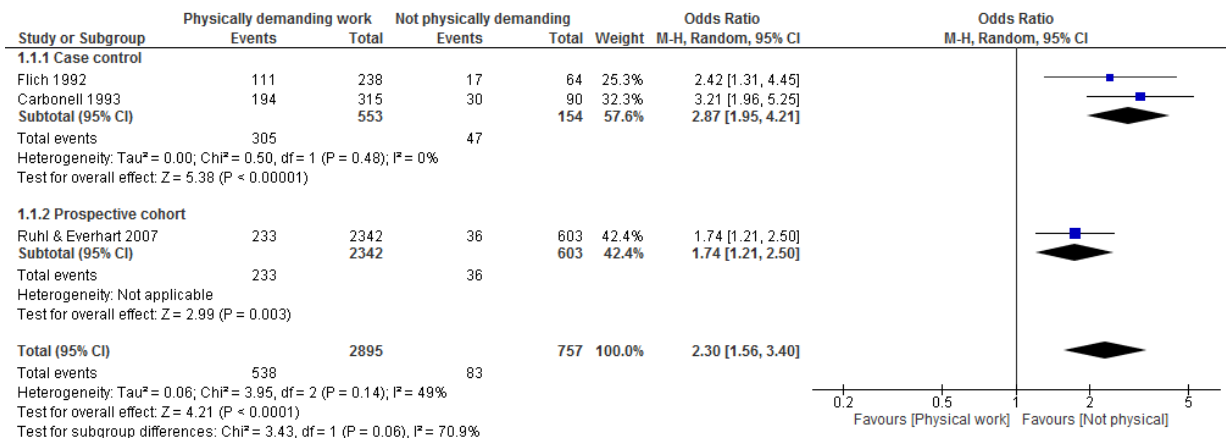 Physically demanding work Not physically demanding Odds Ratio Odds Ratio
Study or Subgroup Events Total Events Total Weight M-H, Random, 95% CI M-H, Random, 95% CI
1.1.1 Case control
Flich 1992 111 238 17 64 25.3% 2.42 [1.31, 4.45]
Carbonell 1993 194 315 30 90 32.3% 3.21 [1.96, 5.25]
Subtotal (95% CI) 553 154 57.6% 2.87 [1.95, 4.21]
Total events 305 47
Heterogeneity: Tau² = 0.00; Chi² = 0.50, df = 1 (P = 0.48); I² = 0%
Test for overall effect: Z = 5.38 (P < 0.00001)
1.1.2 Prospective cohort
Ruhl & Everhart 2007 233 2342 36 603 42.4% 1.74 [1.21, 2.50]
Subtotal (95% CI) 2342 603 42.4% 1.74 [1.21, 2.50]
Total events 233 36
Heterogeneity: Not applicable
Test for overall effect: Z = 2.99 (P = 0.003)
Total (95% CI) 2895 757 100.0% 2.30 [1.56, 3.40]
Total events 538 83
Heterogeneity: Tau² = 0.06; Chi² = 3.95, df = 2 (P = 0.14); I² = 49%
Test for overall effect: Z = 4.21 (P < 0.0001)
Test for subgroup differences: Chi² = 3.43, df = 1 (P = 0.06), I² = 70.9%
0.2 0.5 1 2 5
Favours [Physical work] Favours [Not physical]